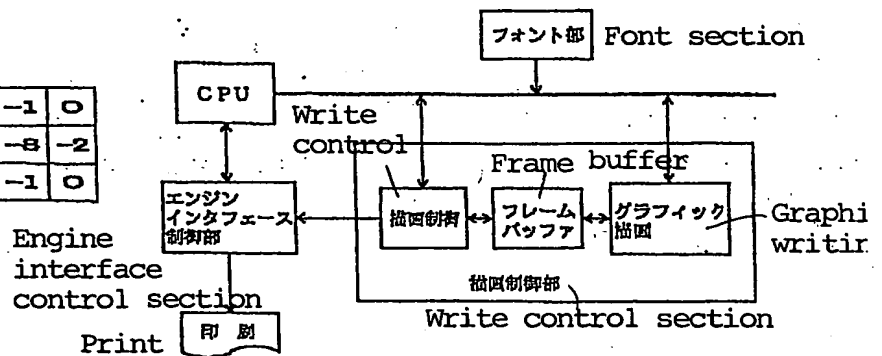 フォント部 Font section
-1 0
-8 -2
-1 0
CPU
Write
control
Frame buffer
エンジン
インタフェース
制御部
描画制御
フレーム
バッファ
グラフィック
描画
Graphi
writin
Engine
interface
control section
描画制御部
Write control section
Print
印刷